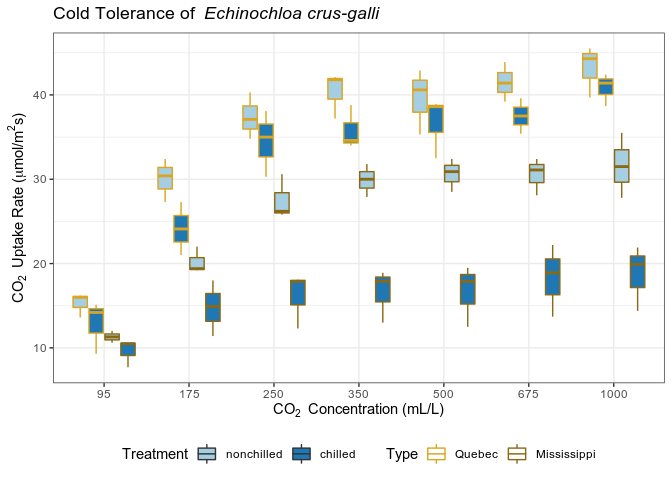 Cold Tolerance of Echinochloa crus-galli
CO₂ Uptake Rate (μmol/m²s)
40
30
20
10
95 175 250 350 500 675 1000
CO₂ Concentration (mL/L)
Treatment nonchilled chilled Type Quebec Mississippi